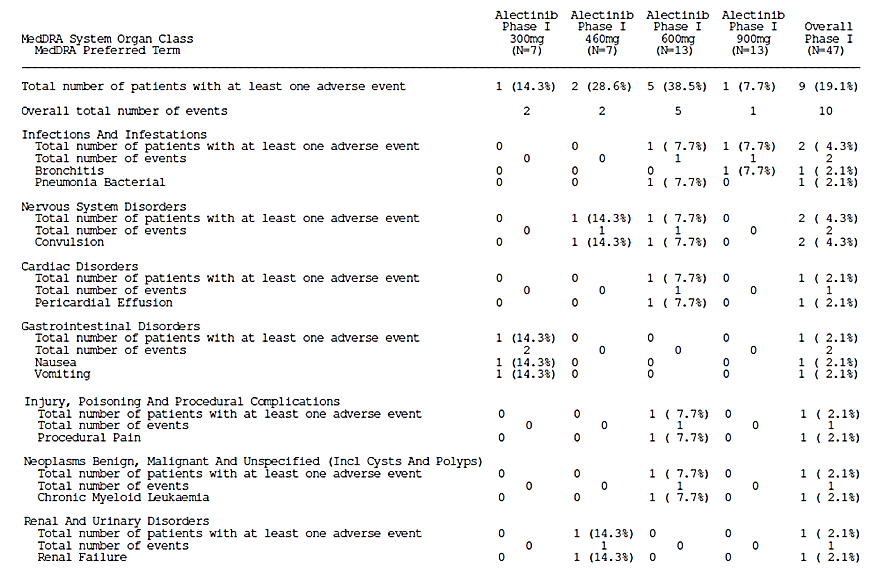 Alectinib Alectinib Alectinib Alectinib
Phase I Phase I Phase I Phase I Overall
MedDRA System Organ Class 300mg 460mg 600mg 900mg Phase I
MedDRA Preferred Term (N=7) (N=7) (N=13) (N=13) (N=47)
Total number of patients with at least one adverse event 1 (14.3%) 2 (28.6%) 5 (38.5%) 1 (7.7%) 9 (19.1%)
Overall total number of events 2 2 5 1 10
Infections And Infestations
Total number of patients with at least one adverse event 0 0 1 ( 7.7%) 1 (7.7%) 2 ( 4.3%)
Total number of events 0 0 1 1 2
Bronchitis 0 0 0 1 (7.7%) 1 ( 2.1%)
Pneumonia Bacterial 0 0 1 ( 7.7%) 0 1 ( 2.1%)
Nervous System Disorders
Total number of patients with at least one adverse event 0 1 (14.3%) 1 ( 7.7%) 0 2 ( 4.3%)
Total number of events 0 1 1 0 2
Convulsion 0 1 (14.3%) 1 ( 7.7%) 0 2 ( 4.3%)
Cardiac Disorders
Total number of patients with at least one adverse event 0 0 1 ( 7.7%) 0 1 ( 2.1%)
Total number of events 0 0 1 0 1
Pericardial Effusion 0 0 1 ( 7.7%) 0 1 ( 2.1%)
Gastrointestinal Disorders
Total number of patients with at least one adverse event 1 (14.3%) 0 0 0 1 ( 2.1%)
Total number of events 2 0 0 0 2
Nausea 1 (14.3%) 0 0 0 1 ( 2.1%)
Vomiting 1 (14.3%) 0 0 0 1 ( 2.1%)
Injury, Poisoning And Procedural Complications
Total number of patients with at least one adverse event 0 0 1 ( 7.7%) 0 1 ( 2.1%)
Total number of events 0 0 1 0 1
Procedural Pain 0 0 1 ( 7.7%) 0 1 ( 2.1%)
Neoplasms Benign, Malignant And Unspecified (Incl Cysts And Polyps)
Total number of patients with at least one adverse event 0 0 1 ( 7.7%) 0 1 ( 2.1%)
Total number of events 0 0 1 0 1
Chronic Myeloid Leukaemia 0 0 1 ( 7.7%) 0 1 ( 2.1%)
Renal And Urinary Disorders
Total number of patients with at least one adverse event 0 1 (14.3%) 0 0 1 ( 2.1%)
Total number of events 0 1 0 0 1
Renal Failure 0 1 (14.3%) 0 0 1 ( 2.1%)